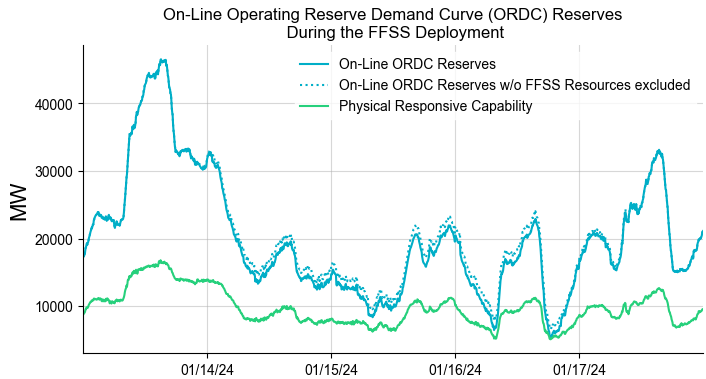 On-Line Operating Reserve Demand Curve (ORDC) Reserves
During the FFSS Deployment
On-Line ORDC Reserves
On-Line ORDC Reserves w/o FFSS Resources excluded
Physical Responsive Capability
MW
40000
30000
20000
10000
01/14/24
01/15/24
01/16/24
01/17/24